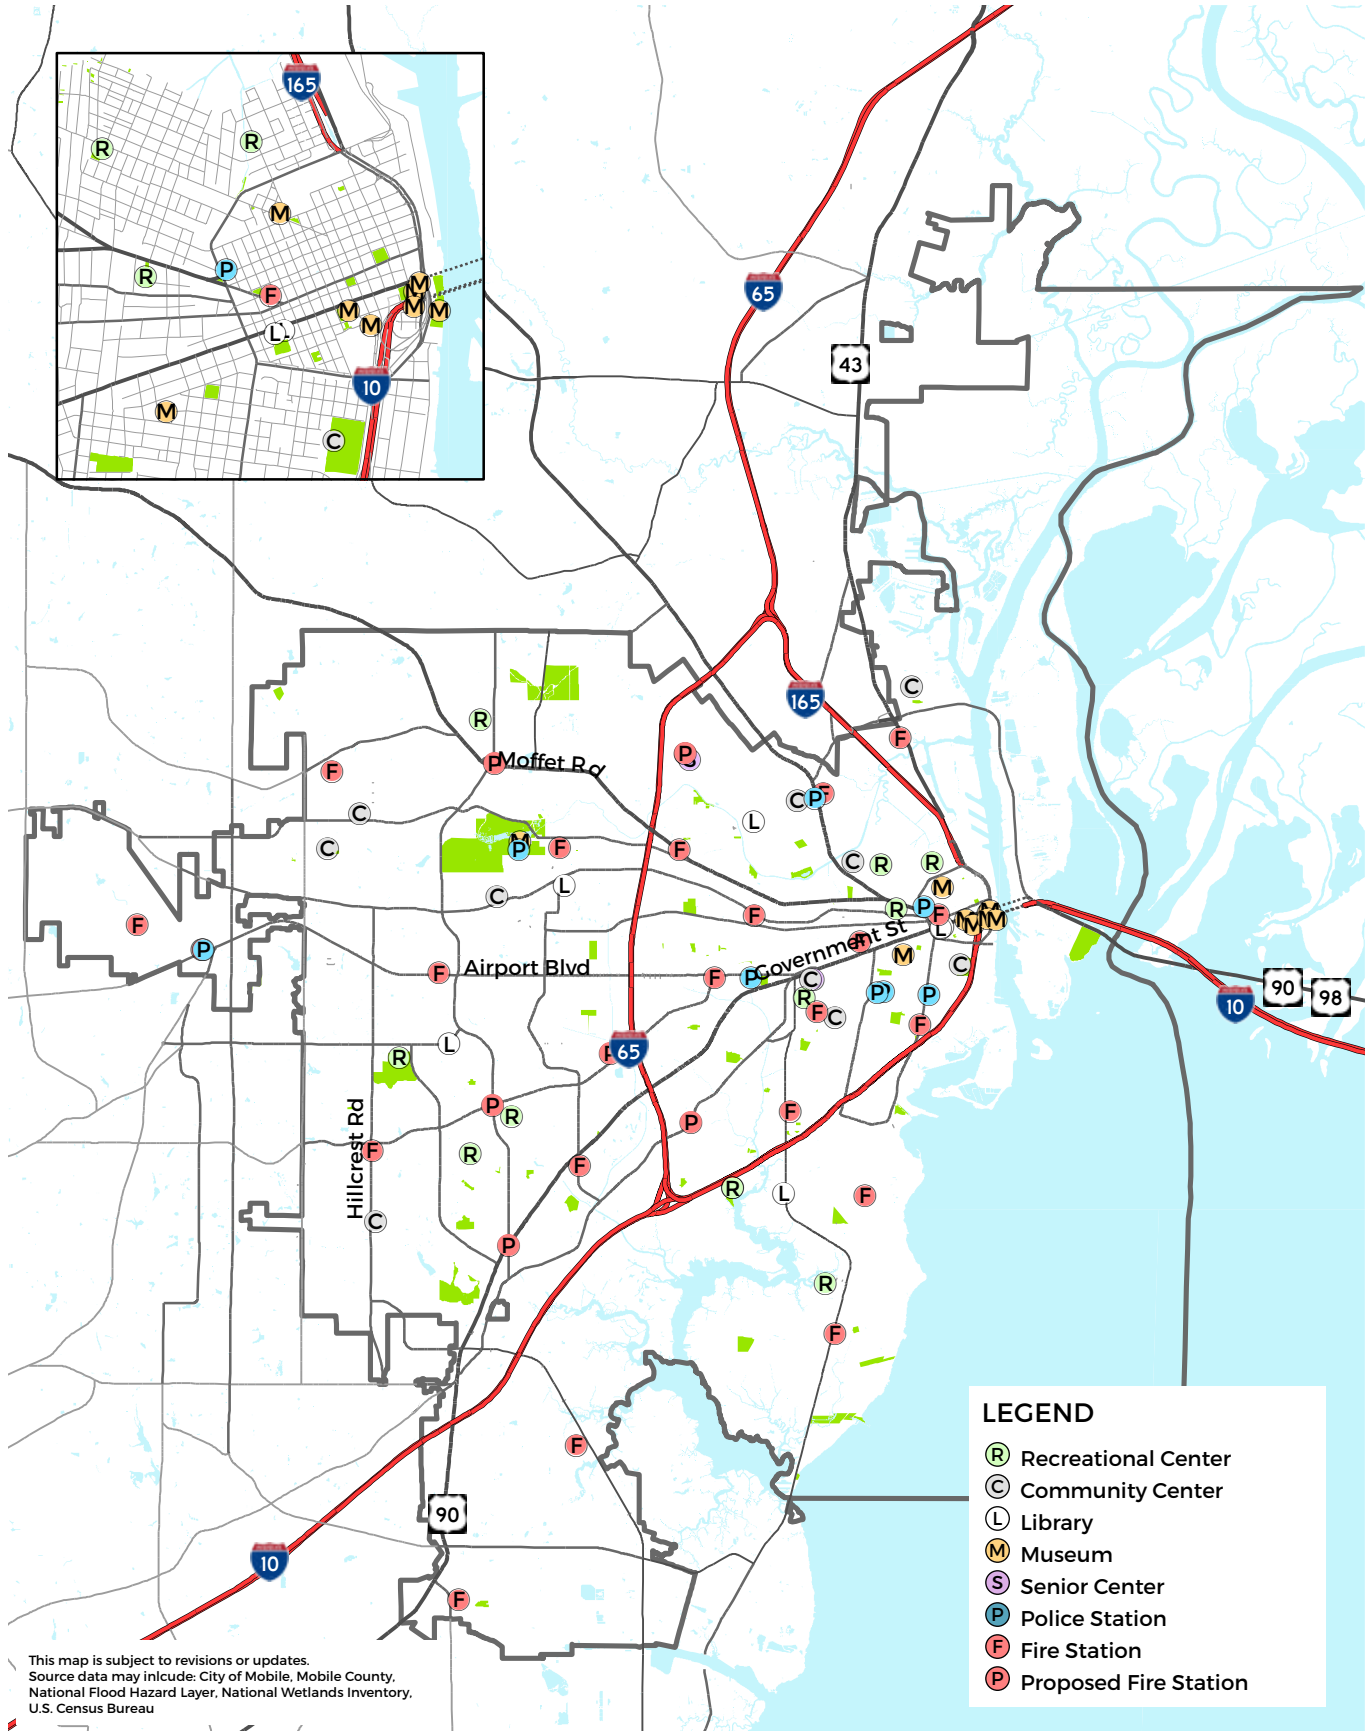 165
R
R
M
R
P
F
M
M
M
M
M
L
10
M
C
65
43
165
C
F
R
P
Moffet Rd
P
S
F
C
P
F
C
L
C
M
P
F
F
C
R
R
M
C
L
F
R
P
F
L
M
M
M
M
F
P
Government St
F
M
C
F
Airport Blvd
F
P
C
R
F
C
P
P
F
90
98
10
L
R
P
65
P
R
F
P
Hillcrest Rd
F
R
F
R
L
F
C
P
R
F
F
90
10
F
LEGEND
R Recreational Center
C Community Center
L Library
M Museum
S Senior Center
P Police Station
F Fire Station
P Proposed Fire Station
This map is subject to revisions or updates.
Source data may inlcude: City of Mobile, Mobile County,
National Flood Hazard Layer, National Wetlands Inventory,
U.S. Census Bureau